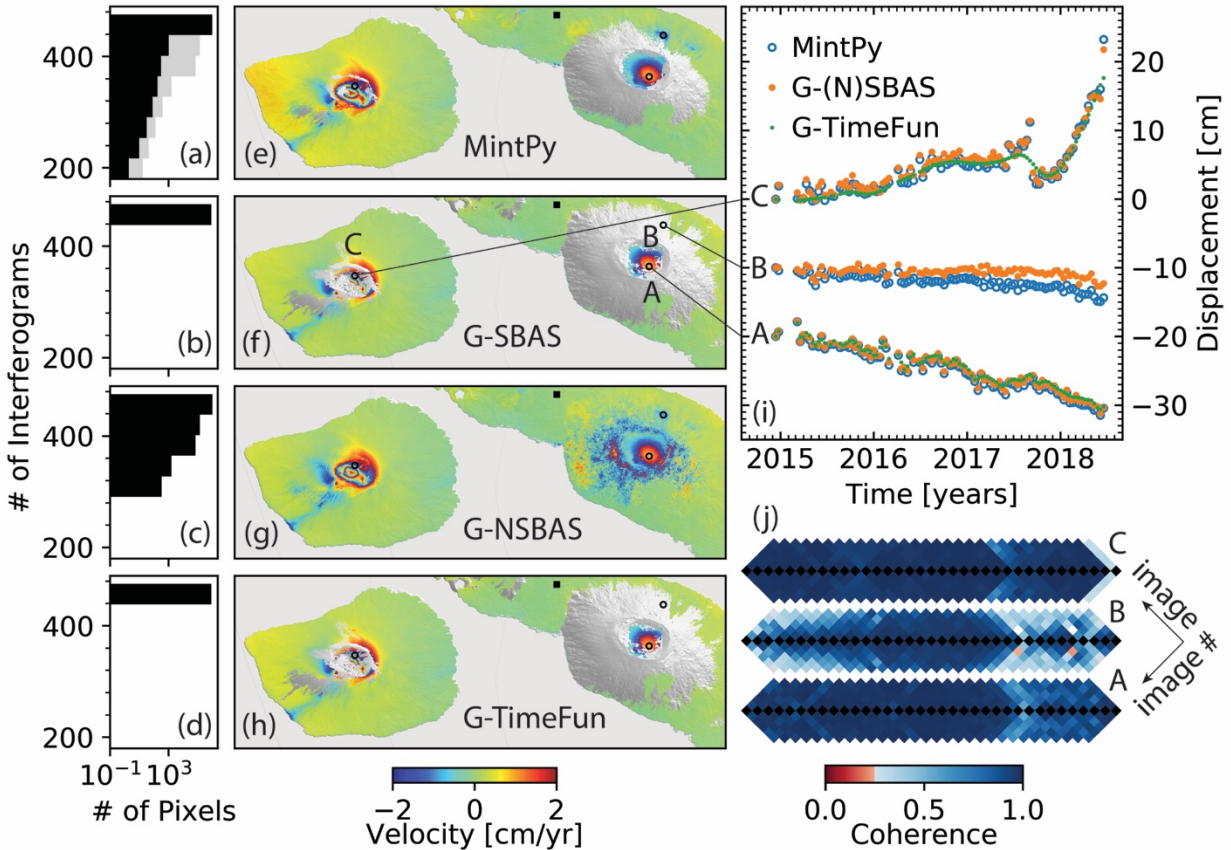 # of Interferograms
400
200
(a)
400
200
(b)
400
200
(c)
400
200
(d)
10⁻¹ 10³
# of Pixels
(e)
MintPy
C
B
A
(f)
G-SBAS
(g)
G-NSBAS
(h)
G-TimeFun
−2 0 2
Velocity [cm/yr]
MintPy
G-(N)SBAS
G-TimeFun
C
B
A
(i)
20
10
0
−10
−20
−30
Displacement [cm]
2015 2016 2017 2018
Time [years]
(j)
C
B
A
image #
image #
0.0 0.5 1.0
Coherence